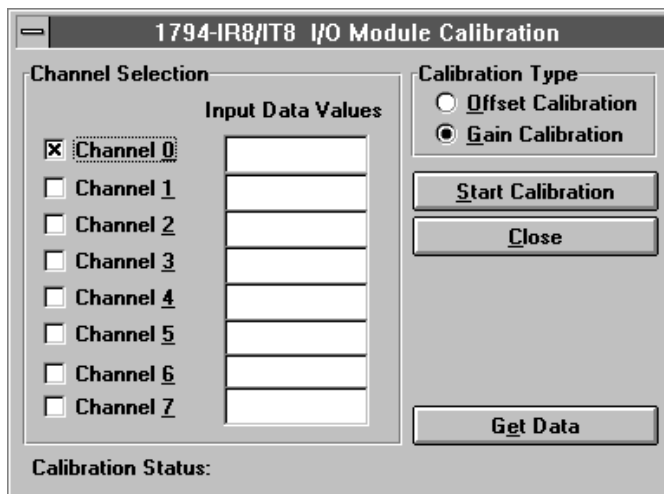 1794-IR8/IT8 I/O Module Calibration
Channel Selection
Input Data Values
Channel 0
Channel 1
Channel 2
Channel 3
Channel 4
Channel 5
Channel 6
Channel 7
Calibration Type
Offset Calibration
Gain Calibration
Start Calibration
Close
Get Data
Calibration Status: